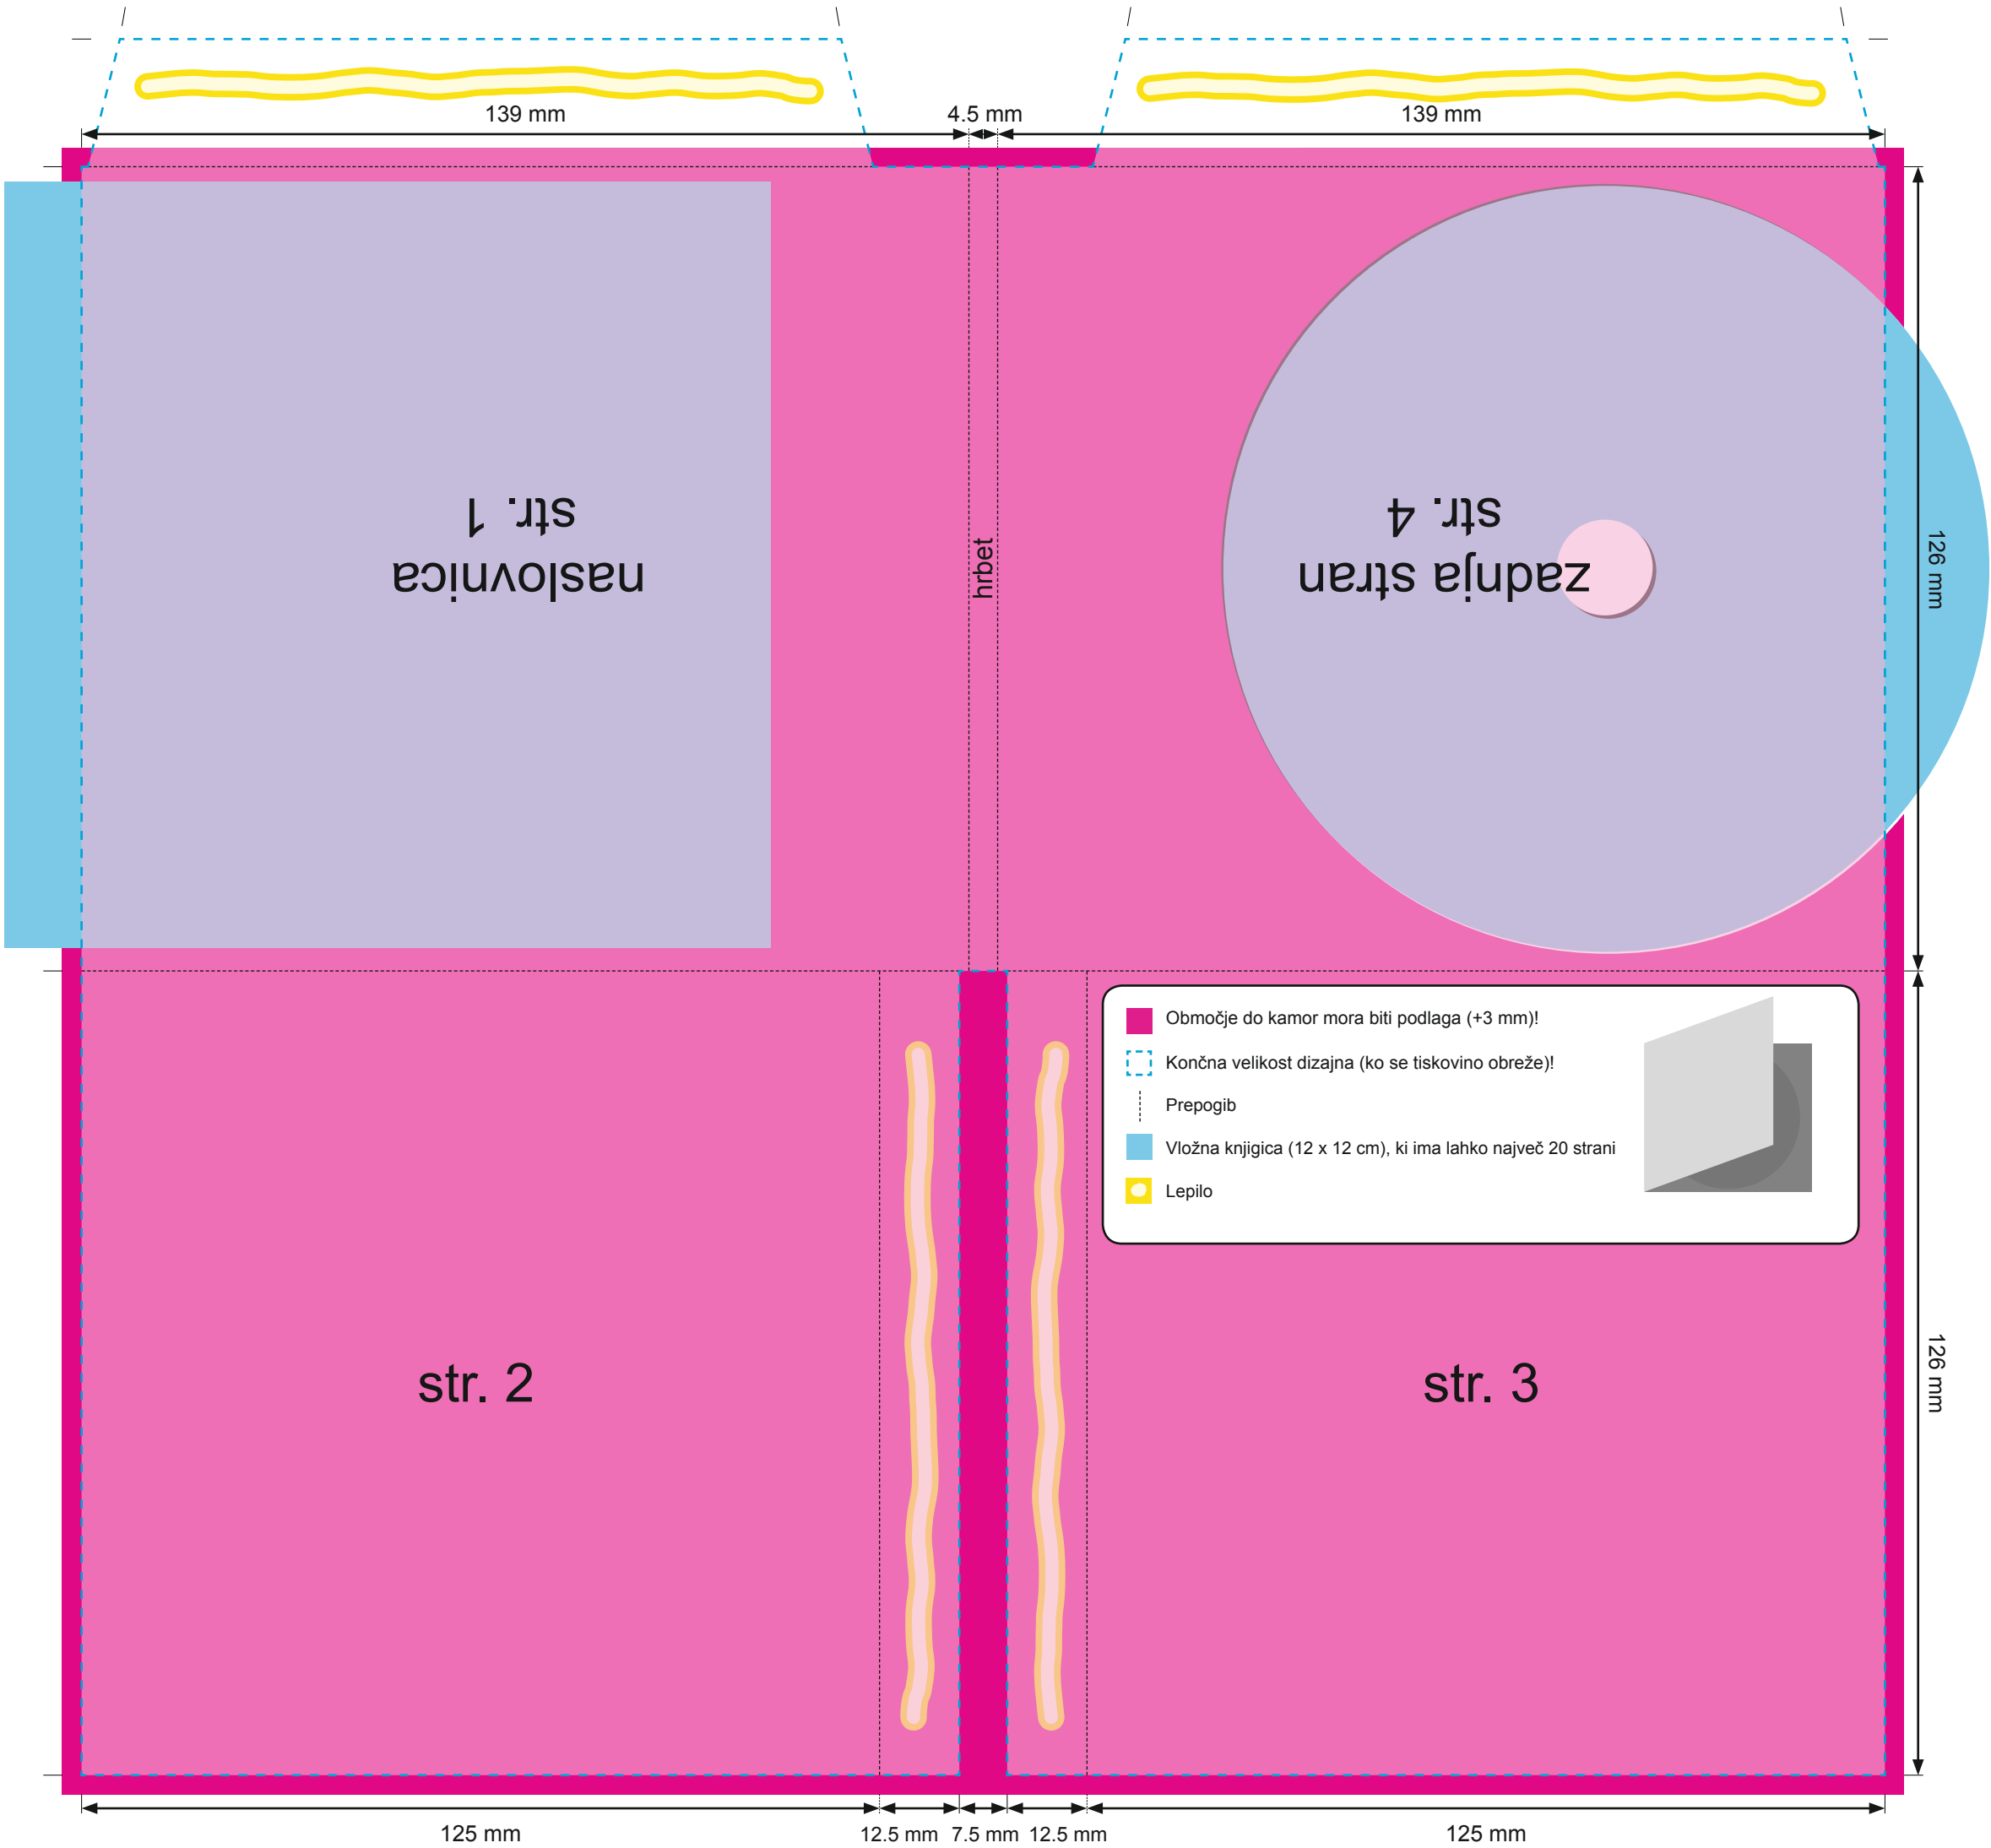 139 mm
4.5 mm
139 mm
naslovnica
str. 1
hrbet
zadnja stran
str. 4
126 mm
Območje do kamor mora biti podlaga (+3 mm)!
Končna velikost dizajna (ko se tiskovino obreže)!
Prepogib
Vložna knjigica (12 x 12 cm), ki ima lahko največ 20 strani
Lepilo
str. 2
str. 3
126 mm
125 mm
12.5 mm
7.5 mm
12.5 mm
125 mm